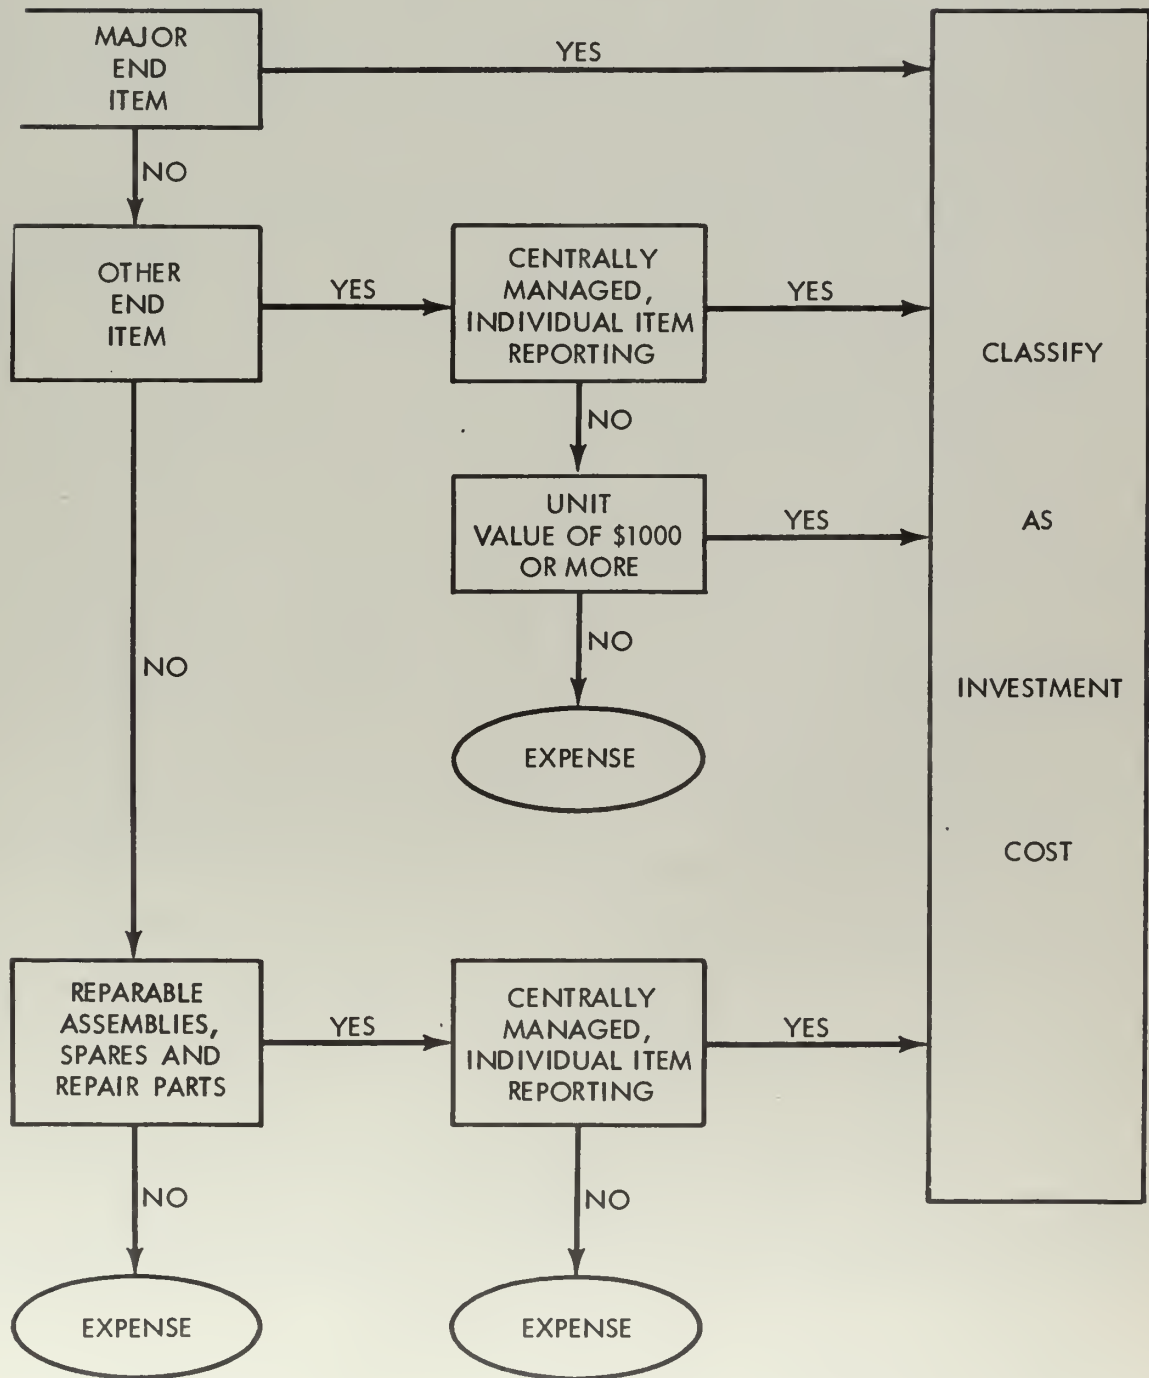 MAJOR
END
ITEM
YES
NO
OTHER
END
ITEM
YES
CENTRALLY
MANAGED,
INDIVIDUAL ITEM
REPORTING
YES
NO
UNIT
VALUE OF $1000
OR MORE
YES
NO
EXPENSE
NO
REPARABLE
ASSEMBLIES,
SPARES AND
REPAIR PARTS
YES
CENTRALLY
MANAGED,
INDIVIDUAL ITEM
REPORTING
YES
NO
EXPENSE
NO
EXPENSE
CLASSIFY
AS
INVESTMENT
COST